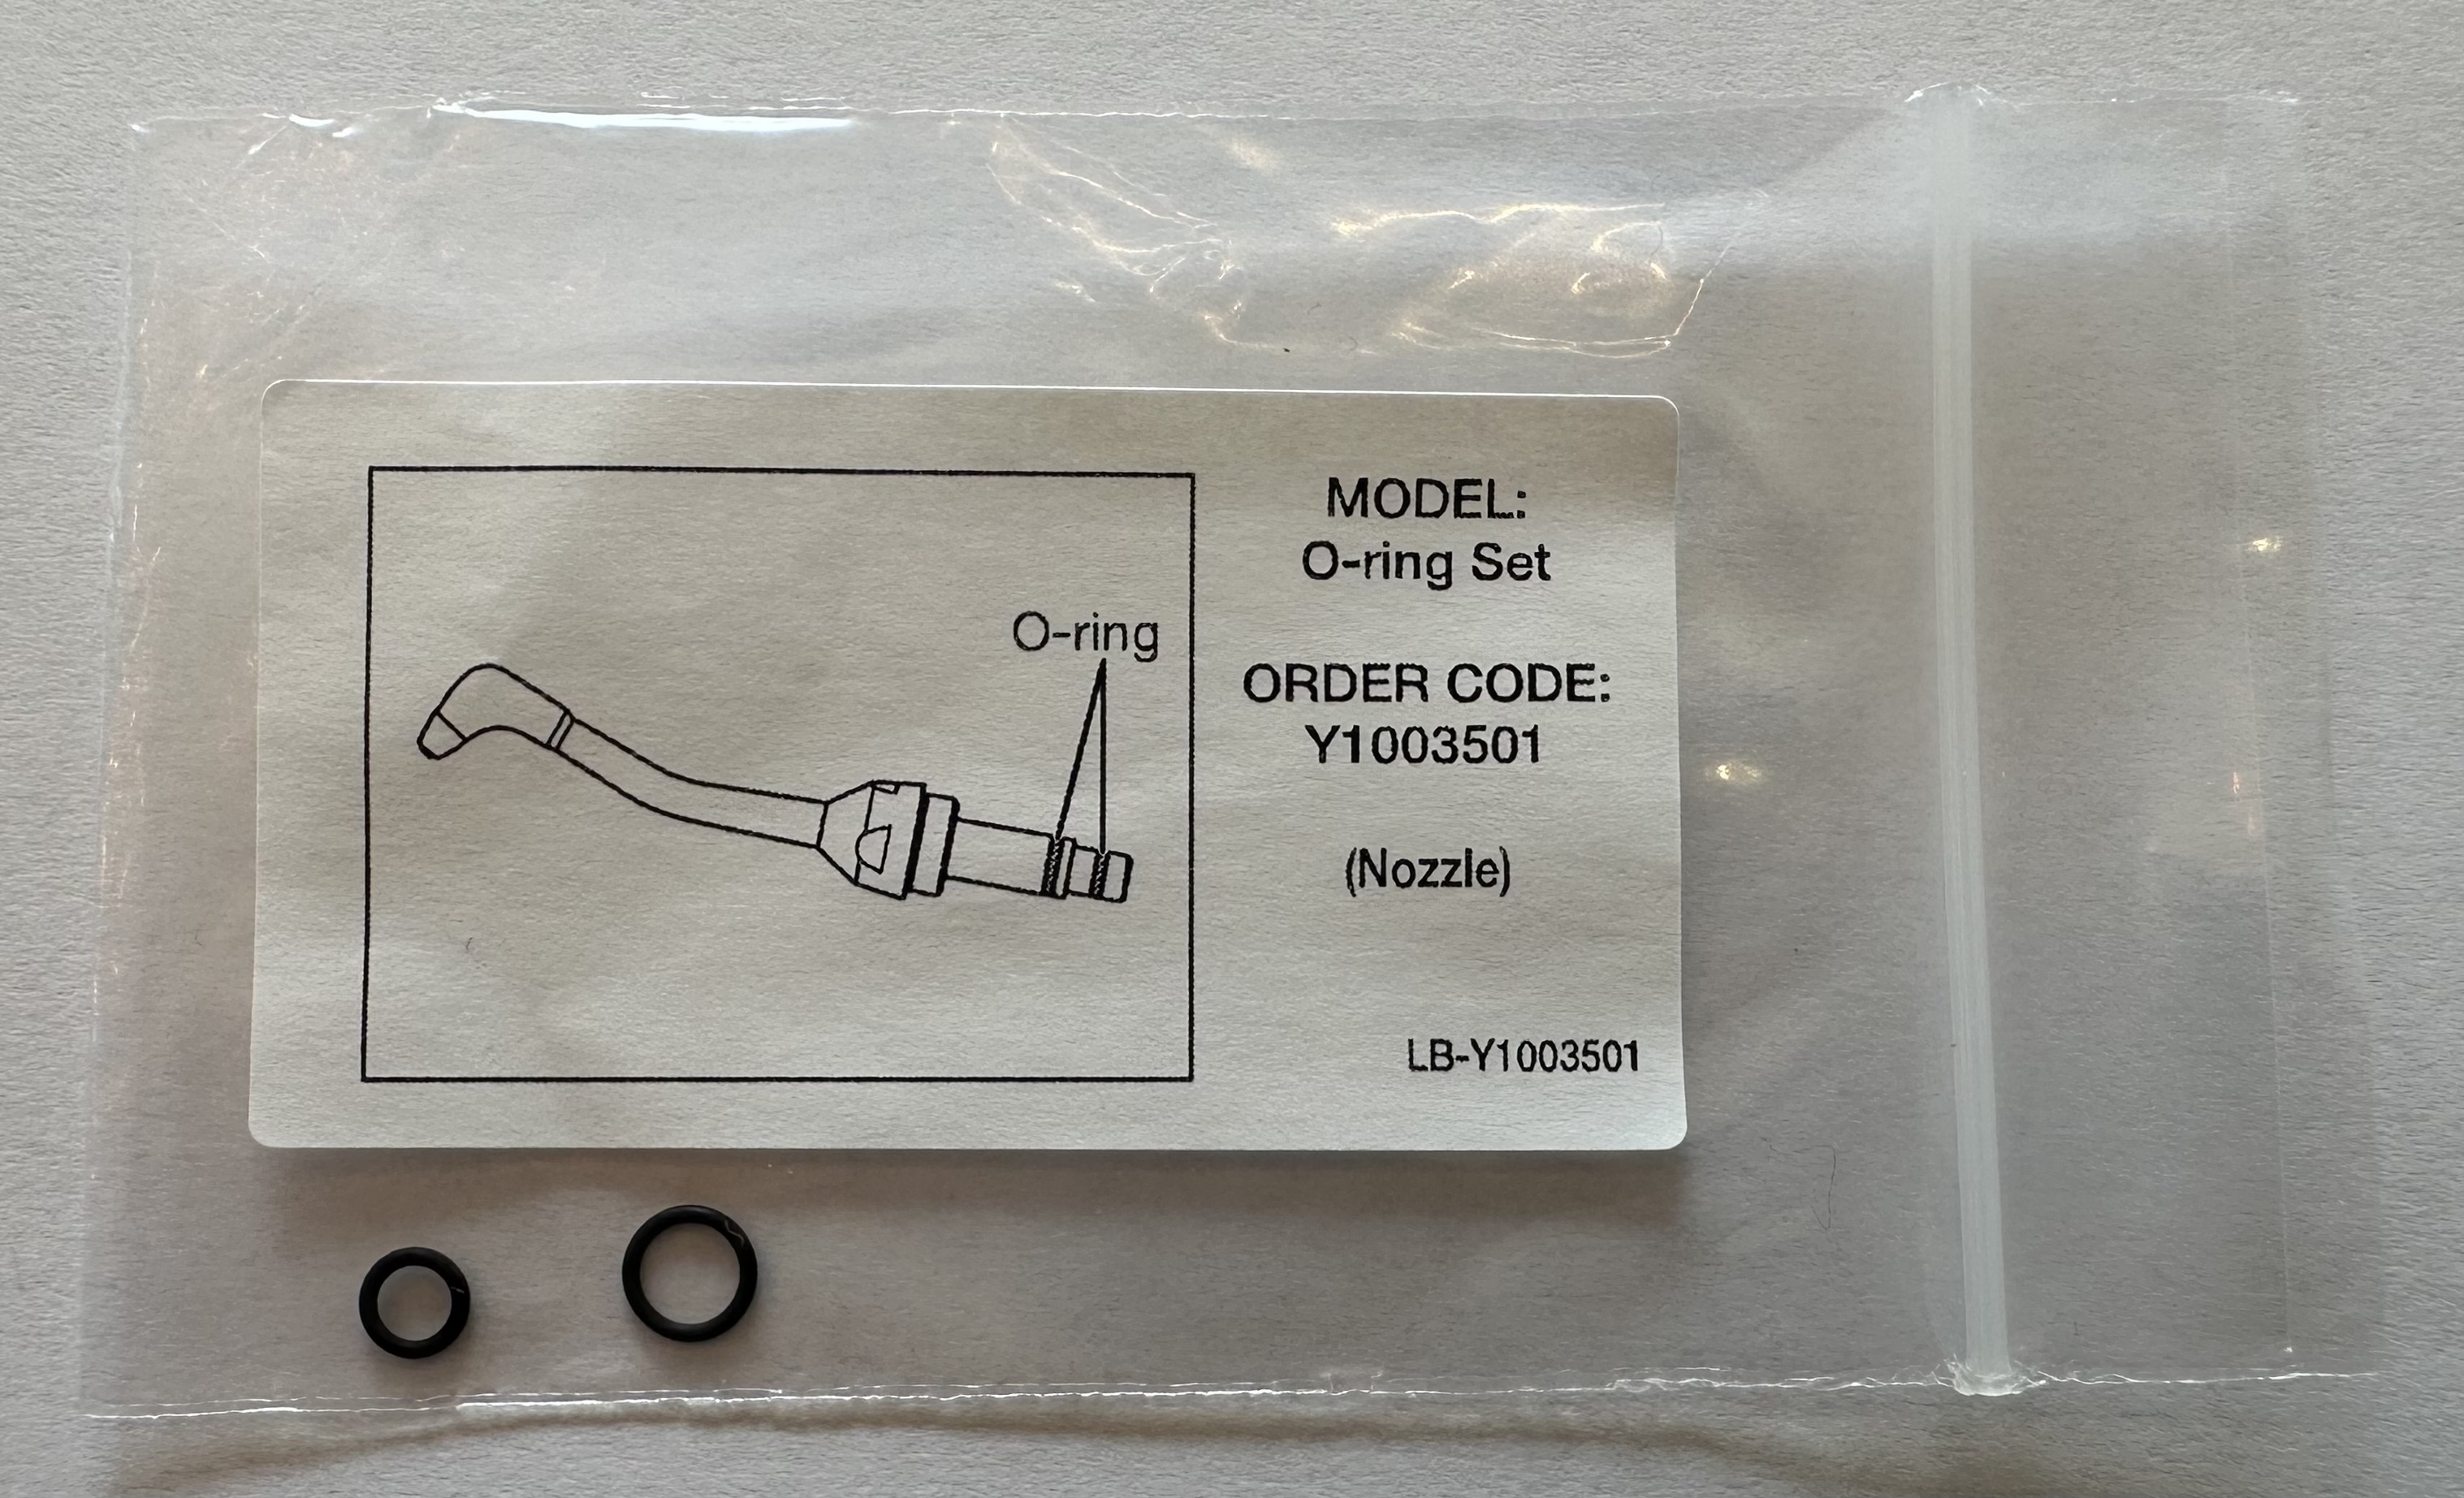 MODEL:
O-ring Set
O-ring
ORDER CODE:
Y1003501
(Nozzle)
LB-Y1003501